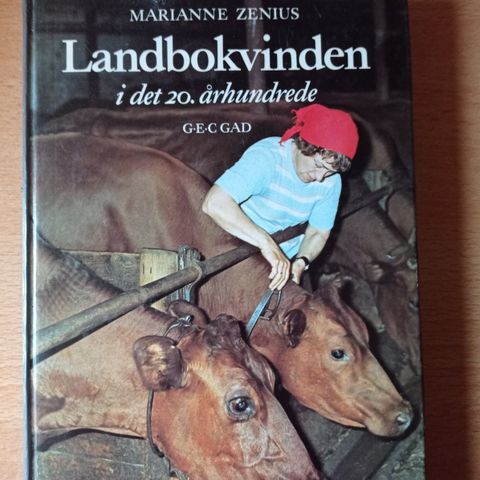 MARIANNE ZENIUS
Landbokvinden
i det 20. århundrede
G·E·C GAD